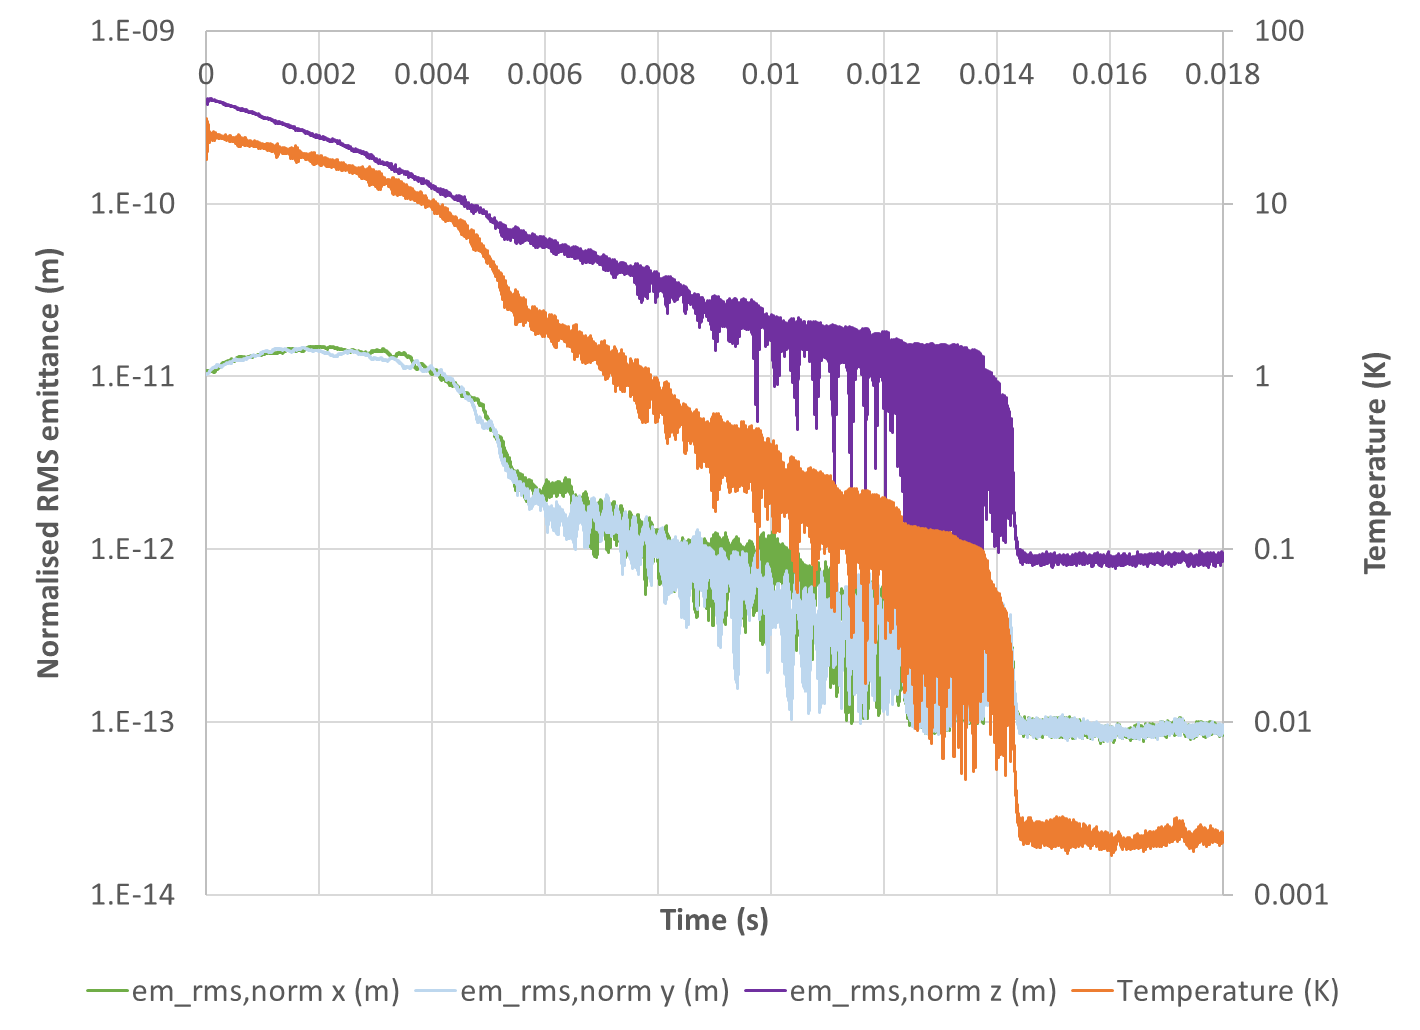 1.E-09
100
0 0.002 0.004 0.006 0.008 0.01 0.012 0.014 0.016 0.018
1.E-10
10
1.E-11
1
1.E-12
0.1
1.E-13
0.01
1.E-14
0.001
Normalised RMS emittance (m)
Temperature (K)
Time (s)
em_rms,norm x (m) em_rms,norm y (m) em_rms,norm z (m) Temperature (K)